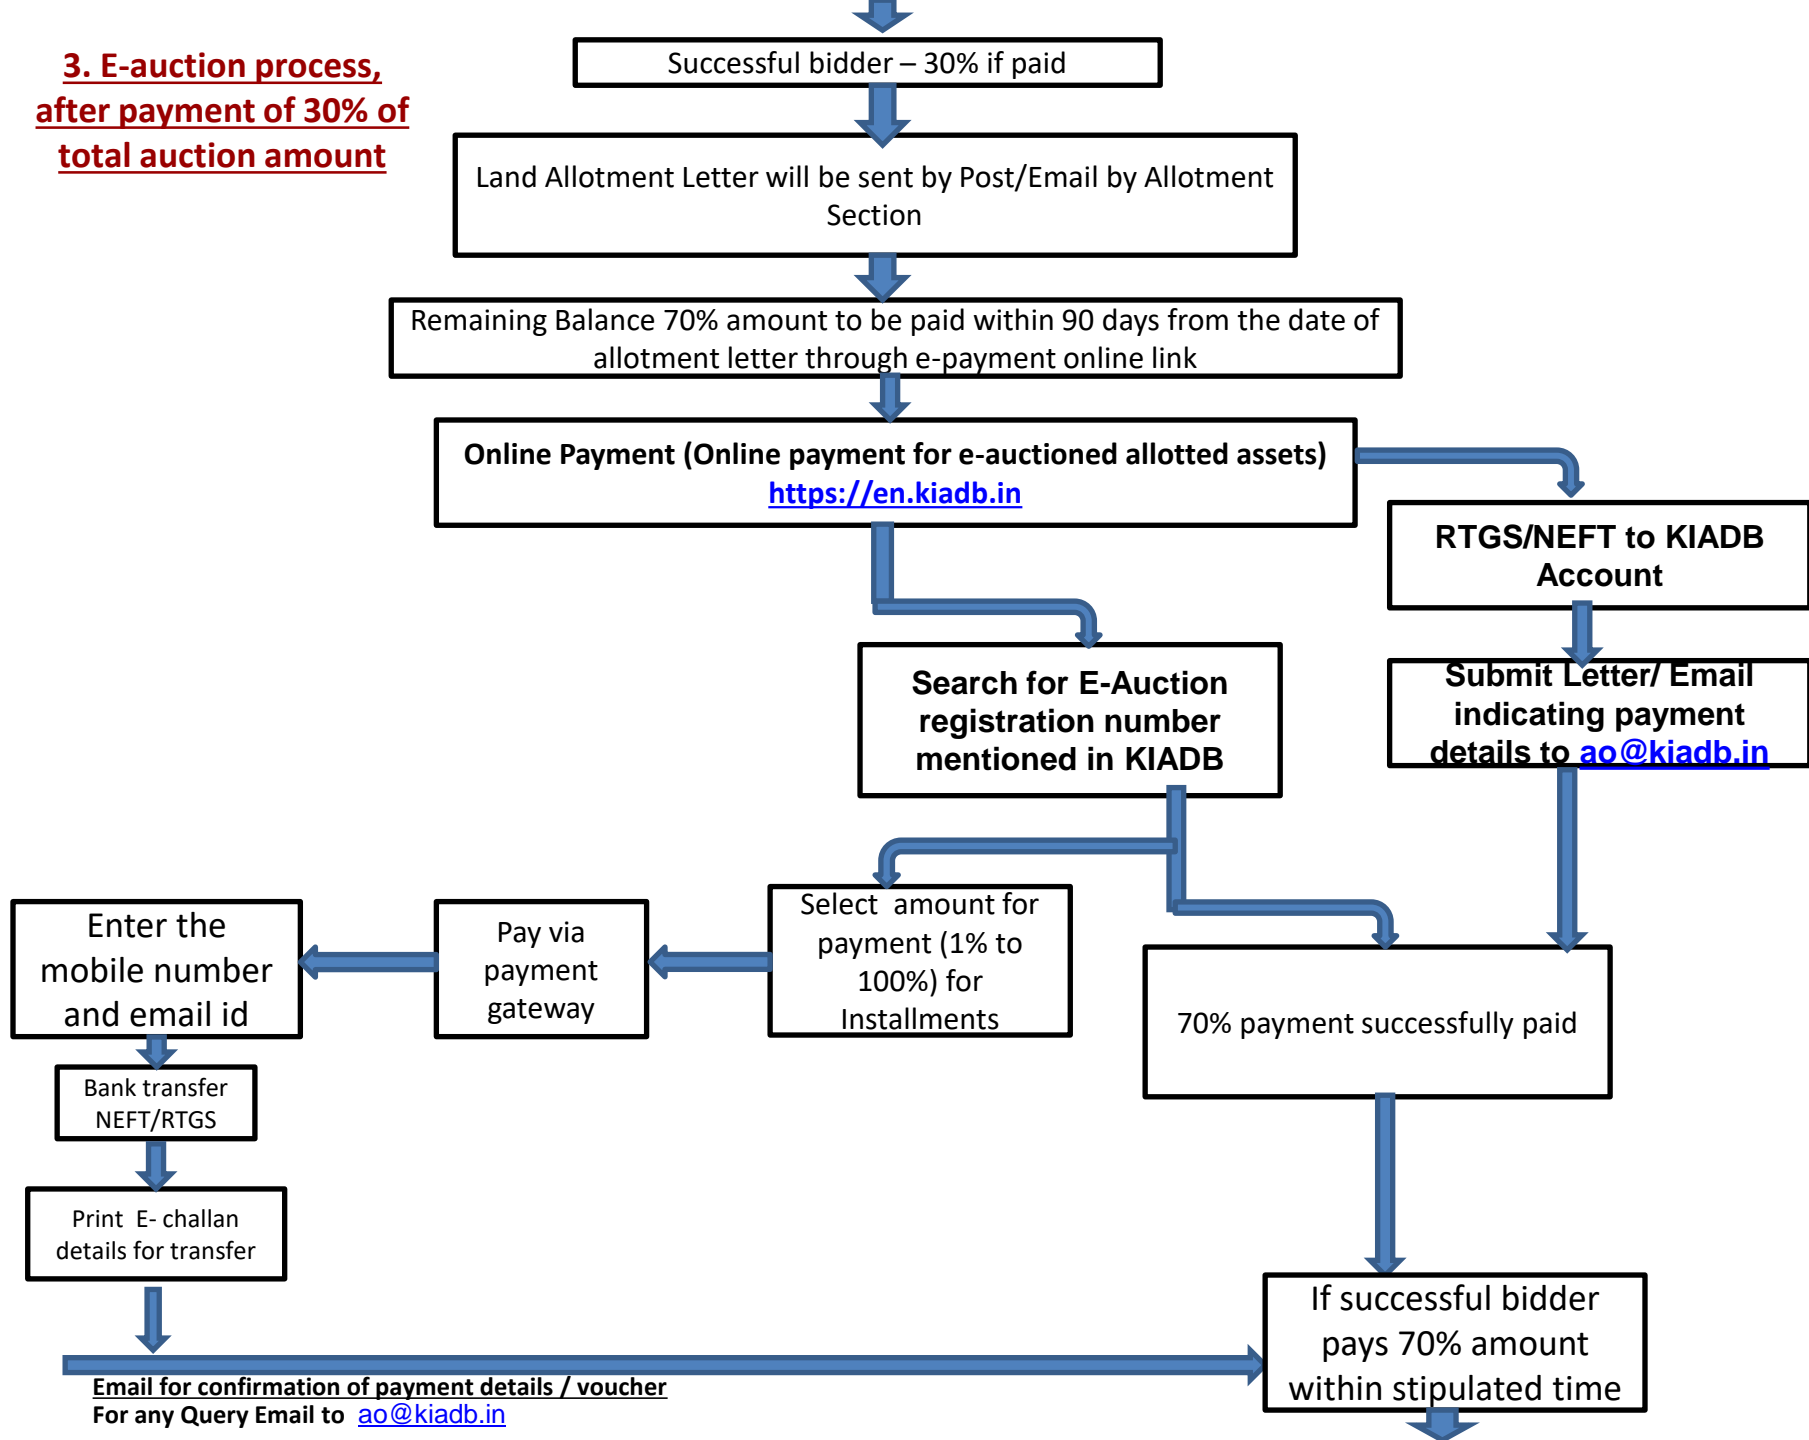 3. E-auction process,
after payment of 30% of
total auction amount
Successful bidder – 30% if paid
Land Allotment Letter will be sent by Post/Email by Allotment
Section
Remaining Balance 70% amount to be paid within 90 days from the date of
allotment letter through e-payment online link
Online Payment (Online payment for e-auctioned allotted assets)
https://en.kiadb.in
RTGS/NEFT to KIADB
Account
Search for E-Auction
registration number
mentioned in KIADB
Submit Letter/ Email
indicating payment
details to ao@kiadb.in
Enter the
mobile number
and email id
Pay via
payment
gateway
Select amount for
payment (1% to
100%) for
Installments
70% payment successfully paid
Bank transfer
NEFT/RTGS
Print E- challan
details for transfer
If successful bidder
pays 70% amount
within stipulated time
Email for confirmation of payment details / voucher
For any Query Email to ao@kiadb.in